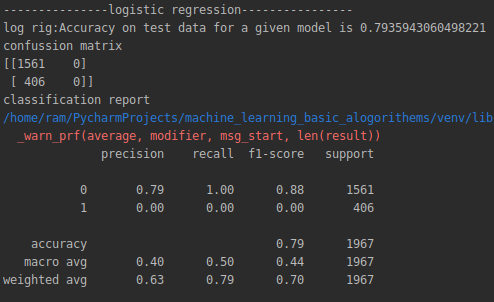 ---------------logistic regression----------------
log rig:Accuracy on test data for a given model is 0.7935943060498221
confussion matrix
[[1561    0]
 [ 406    0]]
classification report
/home/ram/PycharmProjects/machine_learning_basic_alogorithems/venv/lib
  _warn_prf(average, modifier, msg_start, len(result))
              precision    recall  f1-score   support

           0       0.79      1.00      0.88      1561
           1       0.00      0.00      0.00       406

    accuracy                           0.79      1967
   macro avg       0.40      0.50      0.44      1967
weighted avg       0.63      0.79      0.70      1967